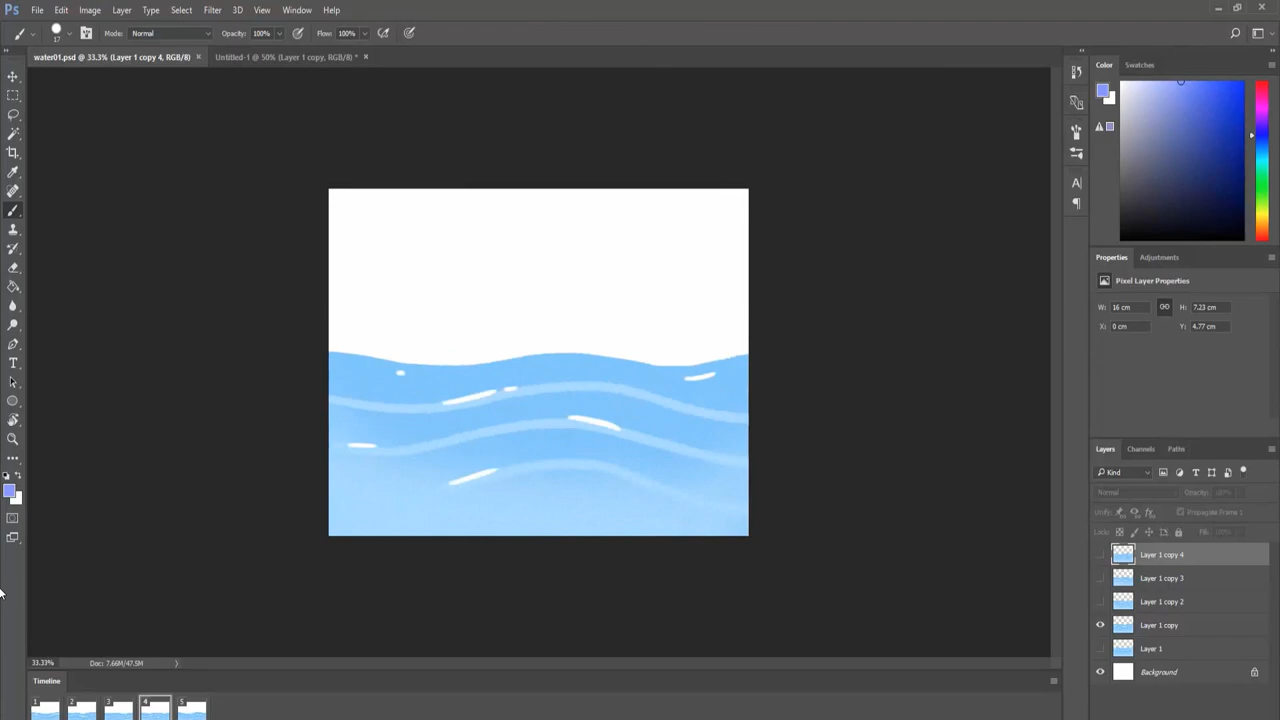 Ps File Edit Image Layer Type Select Filter 3D View Window Help
17 Mode: Normal Opacity: 100% Flow: 100%
water01.psd @ 33.3% (Layer 1 copy 4, RGB/8) × Untitled-1 @ 50% (Layer 1 copy, RGB/8) * ×
Color Swatches
Properties Adjustments
Pixel Layer Properties
W: 16 cm H: 7.23 cm
X: 0 cm Y: 4.77 cm
Layers Channels Paths
Kind
Normal Opacity: 100%
Unify: Propagate Frame 1
Lock: Fill:
Layer 1 copy 4
Layer 1 copy 3
Layer 1 copy 2
Layer 1 copy
Layer 1
Background
33.33% Doc: 7.66M/47.5M
Timeline
1 2 3 4 5